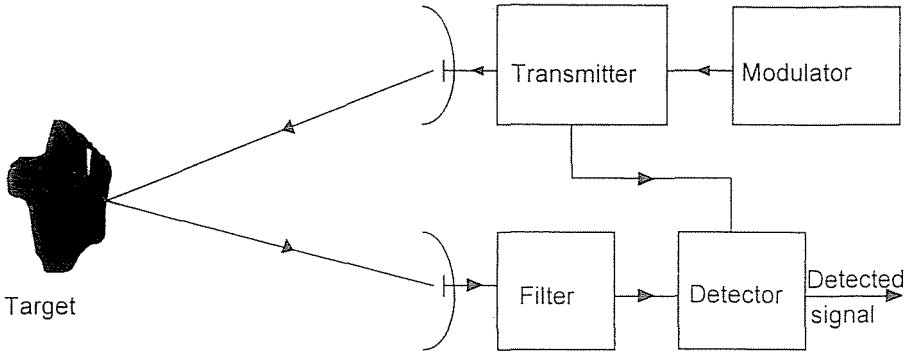 Transmitter
Modulator
Target
Filter
Detector
Detected
signal